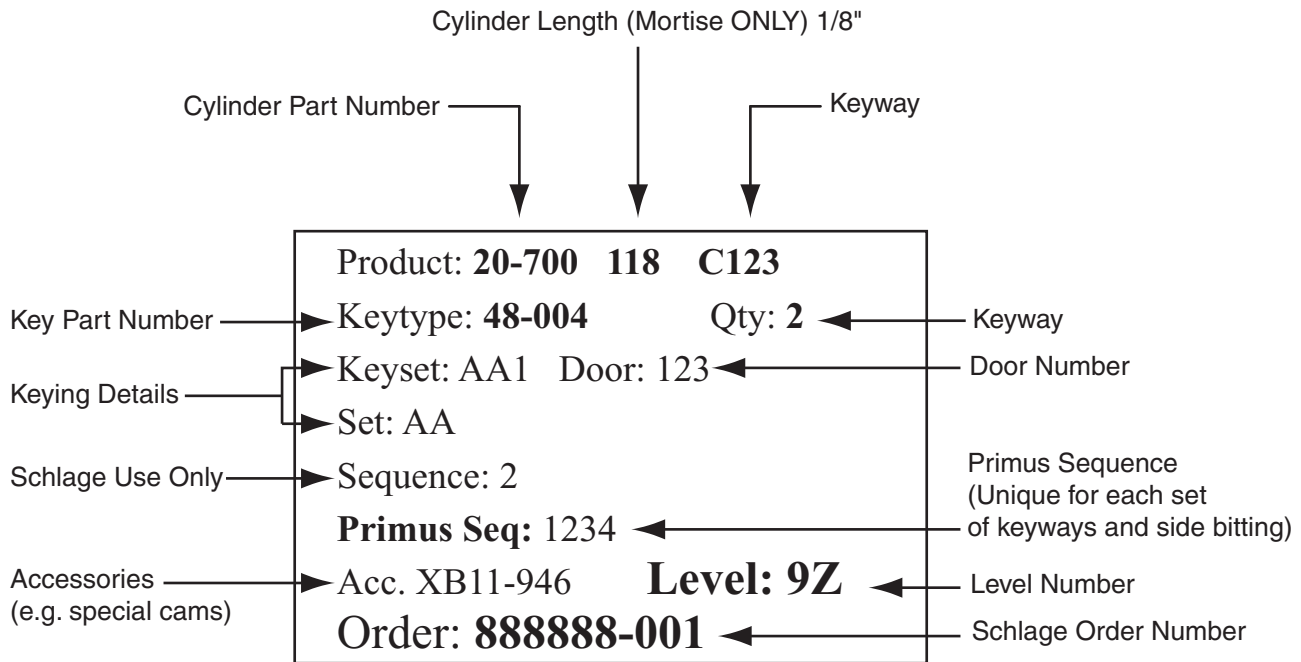 Cylinder Length (Mortise ONLY) 1/8"
Cylinder Part Number
Keyway
Product: 20-700 118 C123
Key Part Number
Keytype: 48-004 Qty: 2
Keyway
Keying Details
Keyset: AA1 Door: 123
Door Number
Set: AA
Schlage Use Only
Sequence: 2
Primus Sequence
(Unique for each set
of keyways and side bitting)
Primus Seq: 1234
Accessories
(e.g. special cams)
Acc. XB11-946 Level: 9Z
Level Number
Order: 888888-001
Schlage Order Number